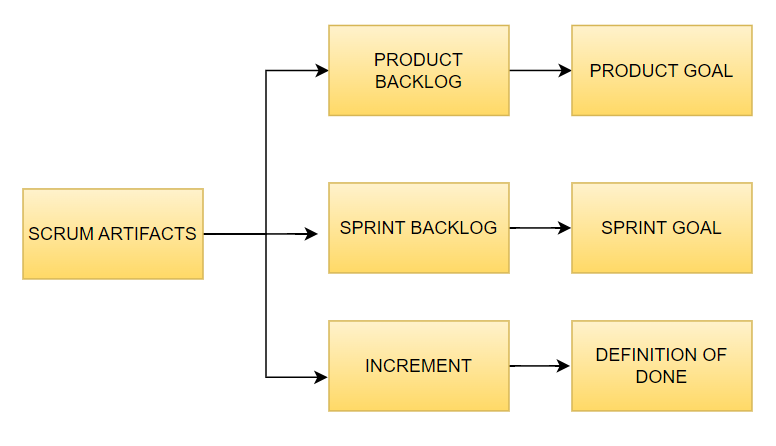 PRODUCT
BACKLOG
PRODUCT GOAL
SCRUM ARTIFACTS
SPRINT BACKLOG
SPRINT GOAL
INCREMENT
DEFINITION OF
DONE